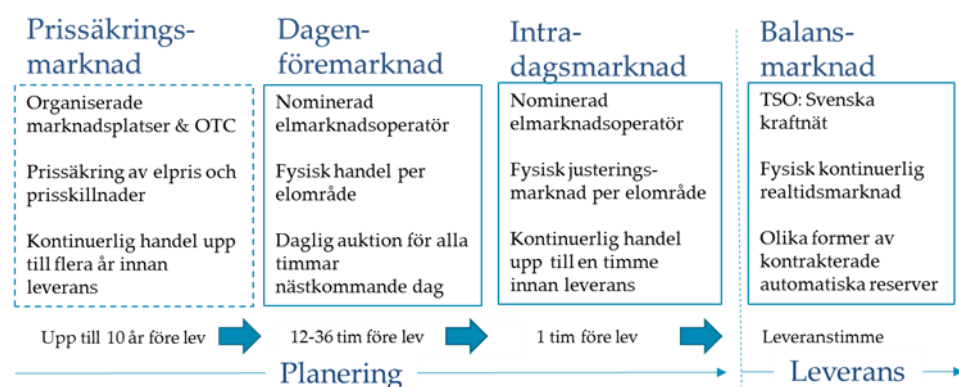 Prissäkrings-
marknad
Organiserade
marknadsplatser & OTC
Prissäkring av elpris och
prisskillnader
Kontinuerlig handel upp
till flera år innan
leverans
Upp till 10 år före lev
Dagen-
föremarknad
Nominerad
elmarknadsoperatör
Fysisk handel per
elområde
Daglig auktion för alla
timmar
nästkommande dag
12-36 tim före lev
Intra-
dagsmarknad
Nominerad
elmarknadsoperatör
Fysisk justerings-
marknad per elområde
Kontinuerlig handel
upp till en timme
innan leverans
1 tim före lev
Balans-
marknad
TSO: Svenska
kraftnät
Fysisk kontinuerlig
realtidsmarknad
Olika former av
kontrakterade
automatiska reserver
Leveranstimme
Planering
Leverans